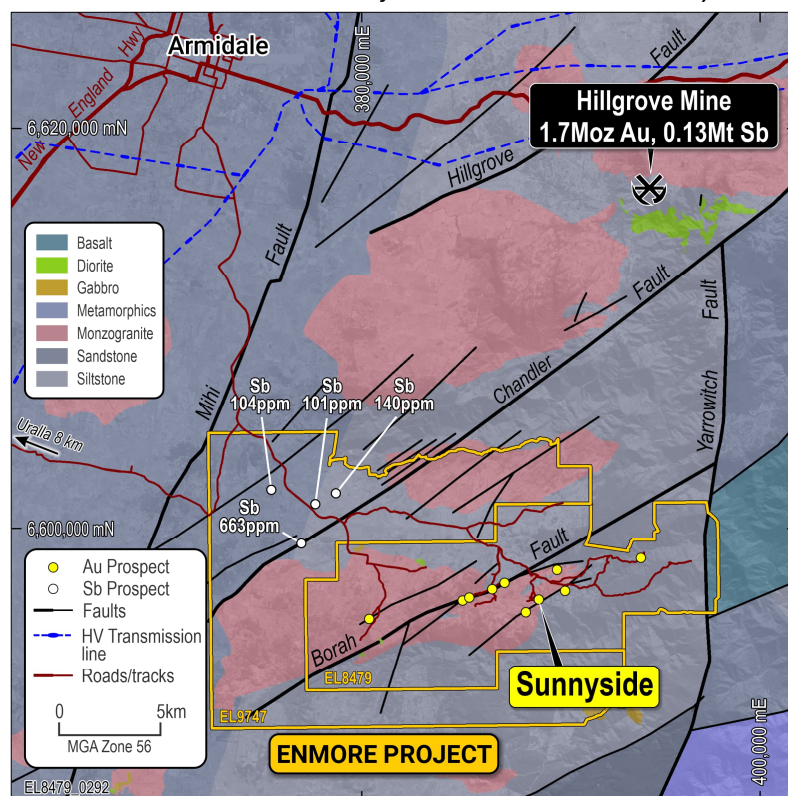 Armidale
New England Hwy
380,000 mE
Fault
6,620,000 mN
Hillgrove Mine
1.7Moz Au, 0.13Mt Sb
Hillgrove
Fault
Fault
Fault
Basalt
Diorite
Gabbro
Metamorphics
Monzogranite
Sandstone
Siltstone
Chandler
Mihi
Yarrowitch
Sb
104ppm
Sb
101ppm
Sb
140ppm
Uralla 8 km
Sb
663ppm
6,600,000 mN
Fault
Au Prospect
Sb Prospect
Faults
HV Transmission
line
Roads/tracks
0 5km
MGA Zone 56
Borah
EL8479
Sunnyside
EL9747
ENMORE PROJECT
400,000 mE
EL8479_0292